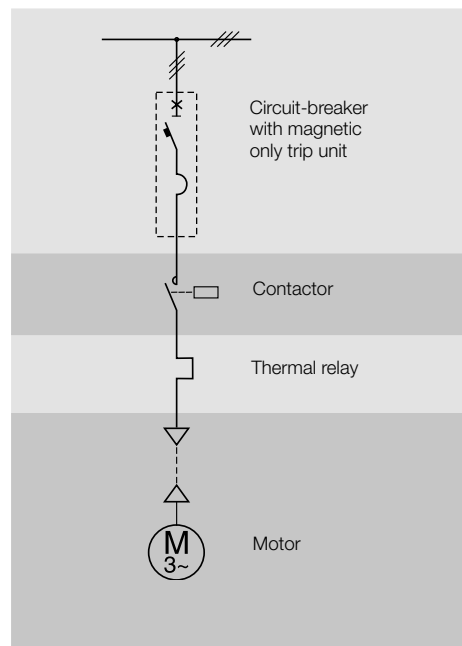 Circuit-breaker
with magnetic
only trip unit
Contactor
Thermal relay
M
3~
Motor